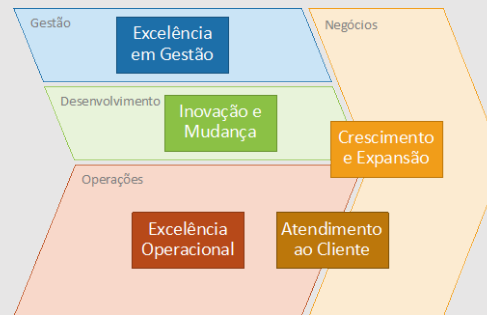 Gestão
Negócios
Excelência
em Gestão
Desenvolvimento
Inovação e
Mudança
Crescimento
e Expansão
Operações
Excelência
Operacional
Atendimento
ao Cliente